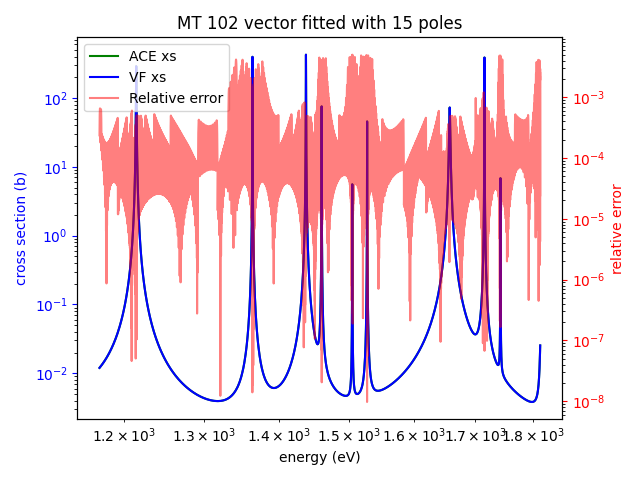 MT 102 vector fitted with 15 poles
ACE xs
VF xs
Relative error
cross section (b)
10²
10¹
10⁰
10⁻¹
10⁻²
relative error
10⁻³
10⁻⁴
10⁻⁵
10⁻⁶
10⁻⁷
10⁻⁸
1.2 × 10³ 1.3 × 10³ 1.4 × 10³ 1.5 × 10³ 1.6 × 10³ 1.7 × 10³ 1.8 × 10³
energy (eV)